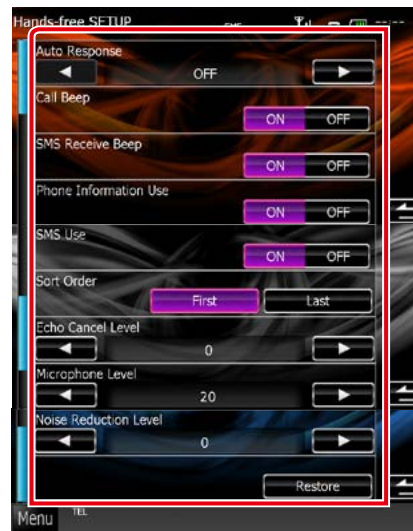 Hands-free SETUP
SMS
Auto Response
OFF
Call Beep
ON OFF
SMS Receive Beep
ON OFF
Phone Information Use
ON OFF
SMS Use
ON OFF
Sort Order
First Last
Echo Cancel Level
0
Microphone Level
20
Noise Reduction Level
0
Restore
Menu TEL